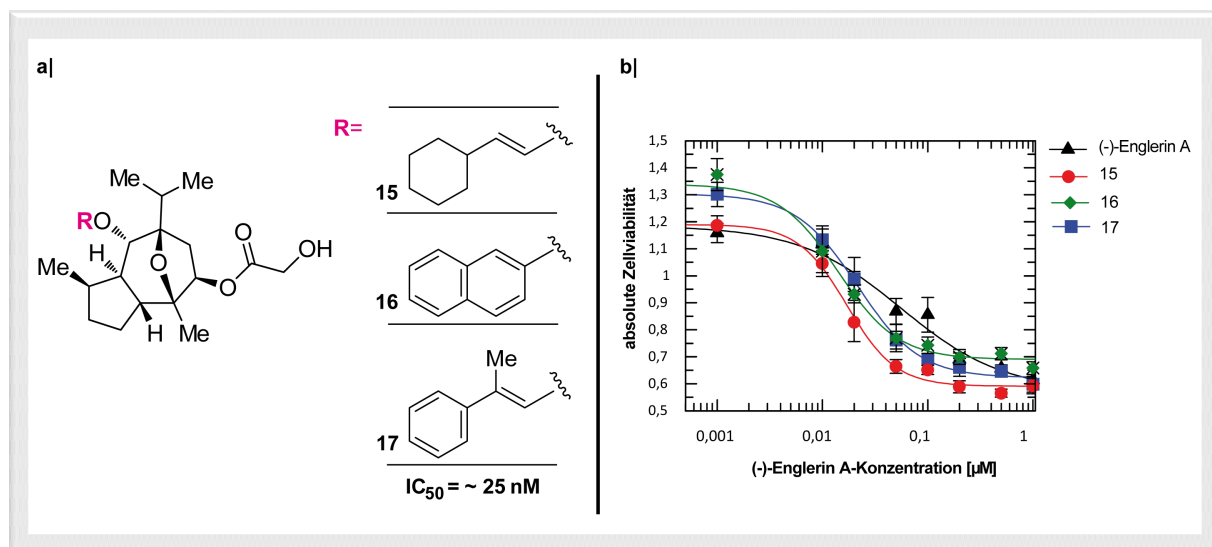 a|
R=
Me
Me
RO
H
O
O
OH
O
Me
H
Me
15
16
Me
17
IC50 = ~ 25 nM
b|
absolute Zellviabilität
1,5
1,4
1,3
1,2
1,1
1
0,9
0,8
0,7
0,6
0,5
0,001
0,01
0,1
1
(-)-Englerin A-Konzentration [µM]
(-)-Englerin A
15
16
17